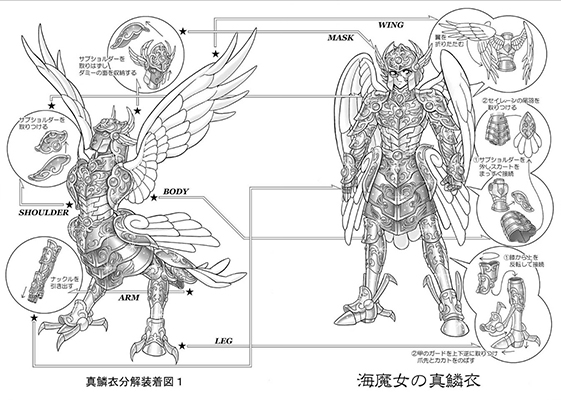 WING
MASK
翼を
折りたたむ
サブショルダーを
取りはずし
ダミーの面を収納する
②セイレーンの尾羽を
取りつける
サブショルダーを
取りつける
①サブショルダーを
外しスカートを
まっすぐ接続
BODY
SHOULDER
①膝から上を
反転して接続
ナックルを
引き出す
ARM
LEG
②甲のガードを上下逆に取りつけ
爪先とカカトをのばす
真鱗衣分解装着図1
海魔女の真鱗衣